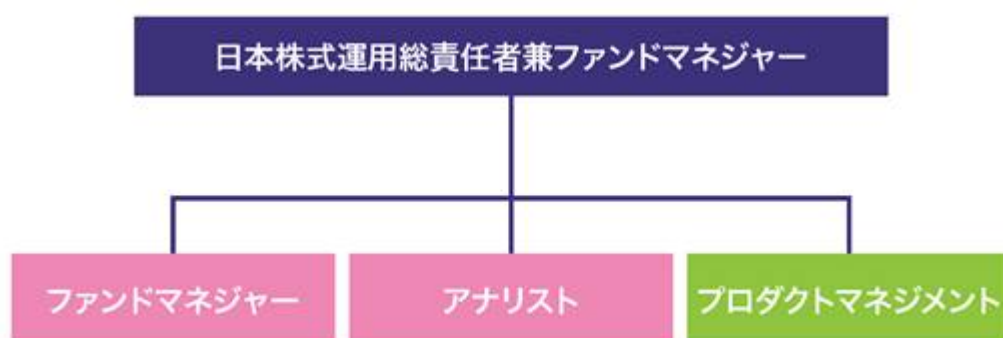 日本株式運用総責任者兼ファンドマネジャー
ファンドマネジャー
アナリスト
プロダクトマネジメント